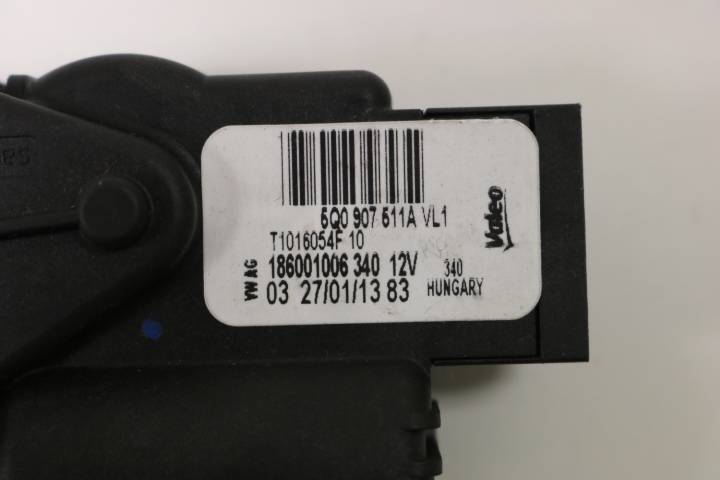 5Q0 907 511A VL1
T1016054F 10
186001006 340 12V
03 27/01/13 83
VW AG
340
HUNGARY
Valeo